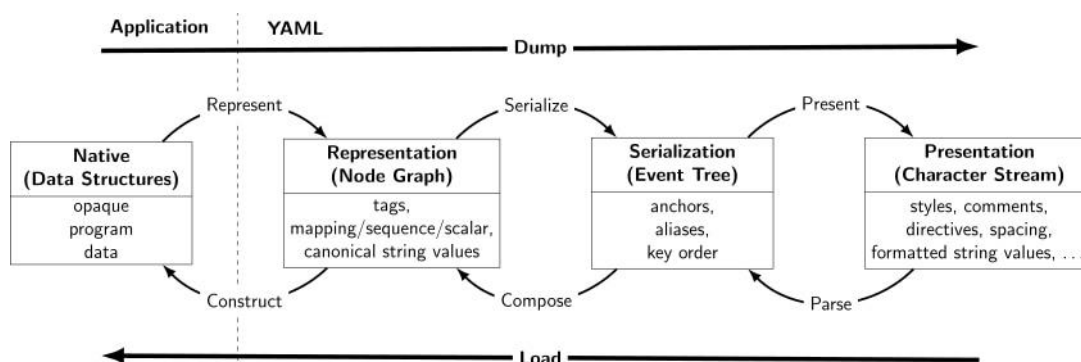 Application YAML
Dump
Represent Serialize Present
Native
(Data Structures)
opaque
program
data
Representation
(Node Graph)
tags,
mapping/sequence/scalar,
canonical string values
Serialization
(Event Tree)
anchors,
aliases,
key order
Presentation
(Character Stream)
styles, comments,
directives, spacing,
formatted string values, ...
Construct Compose Parse
Load